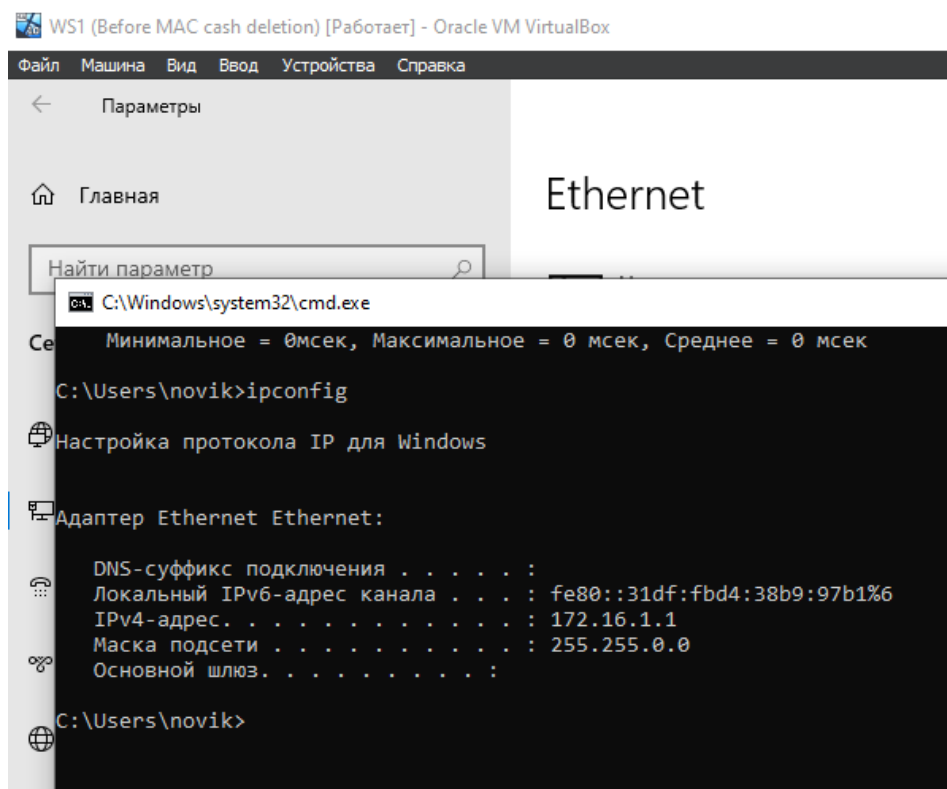 WS1 (Before MAC cash deletion) [Работает] - Oracle VM VirtualBox
Файл Машина Вид Ввод Устройства Справка
Параметры
Главная
Ethernet
Найти параметр
C:\Windows\system32\cmd.exe
Се
Минимальное = 0мсек, Максимальное = 0 мсек, Среднее = 0 мсек
C:\Users\novik>ipconfig
Настройка протокола IP для Windows
Адаптер Ethernet Ethernet:
DNS-суффикс подключения . . . . . :
Локальный IPv6-адрес канала . . . : fe80::31df:fbd4:38b9:97b1%6
IPv4-адрес. . . . . . . . . . . . : 172.16.1.1
Маска подсети . . . . . . . . . . : 255.255.0.0
Основной шлюз. . . . . . . . . :
C:\Users\novik>